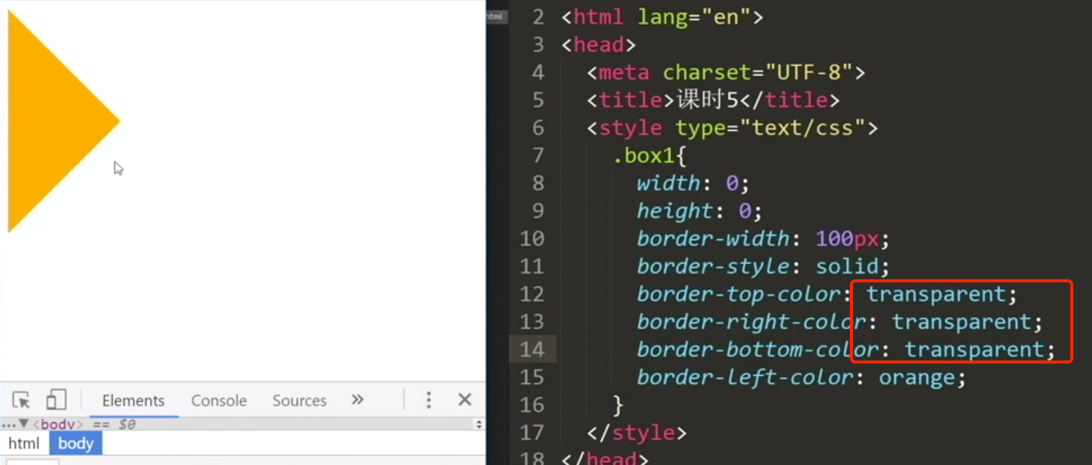 html
2 <html lang="en">
3 <head>
4 <meta charset="UTF-8">
5 <title>课时5</title>
6 <style type="text/css">
7 .box1{
8 width: 0;
9 height: 0;
10 border-width: 100px;
11 border-style: solid;
12 border-top-color: transparent;
13 border-right-color: transparent;
14 border-bottom-color: transparent;
15 border-left-color: orange;
16 }
17 </style>
18 </head>
Elements Console Sources »
...▼<body> == $0
html body